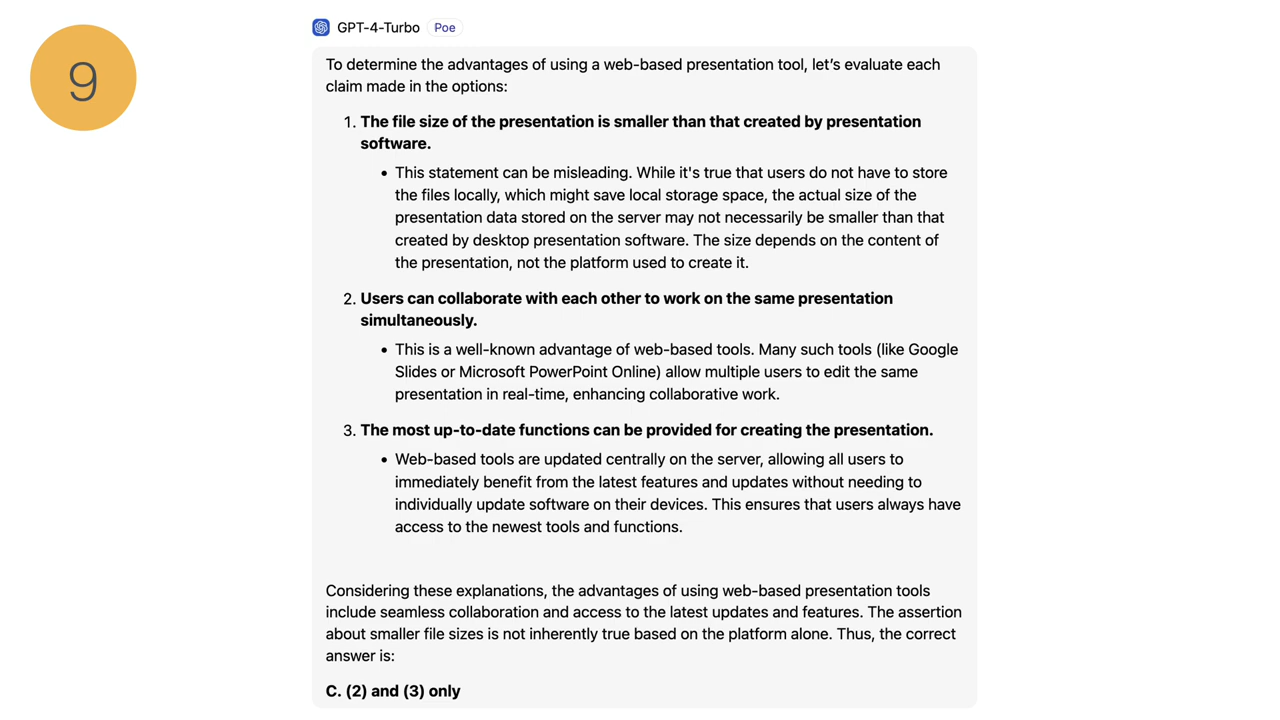 9
GPT-4-Turbo Poe
To determine the advantages of using a web-based presentation tool, let’s evaluate each
claim made in the options:
1. The file size of the presentation is smaller than that created by presentation
software.
• This statement can be misleading. While it's true that users do not have to store
the files locally, which might save local storage space, the actual size of the
presentation data stored on the server may not necessarily be smaller than that
created by desktop presentation software. The size depends on the content of
the presentation, not the platform used to create it.
2. Users can collaborate with each other to work on the same presentation
simultaneously.
• This is a well-known advantage of web-based tools. Many such tools (like Google
Slides or Microsoft PowerPoint Online) allow multiple users to edit the same
presentation in real-time, enhancing collaborative work.
3. The most up-to-date functions can be provided for creating the presentation.
• Web-based tools are updated centrally on the server, allowing all users to
immediately benefit from the latest features and updates without needing to
individually update software on their devices. This ensures that users always have
access to the newest tools and functions.
Considering these explanations, the advantages of using web-based presentation tools
include seamless collaboration and access to the latest updates and features. The assertion
about smaller file sizes is not inherently true based on the platform alone. Thus, the correct
answer is:
C. (2) and (3) only